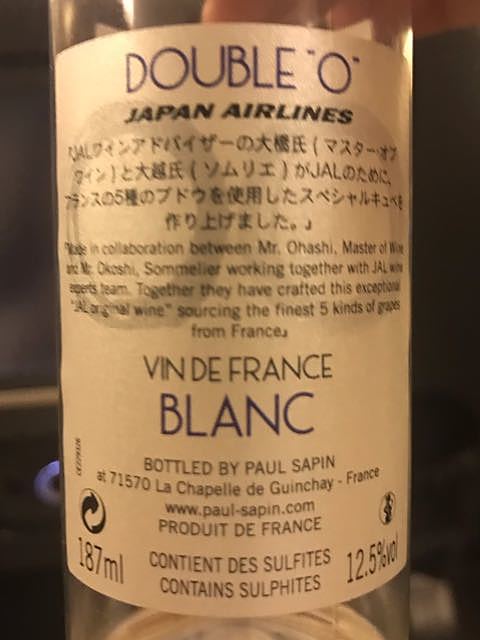 DOUBLE "O"
JAPAN AIRLINES
「JALワインアドバイザーの大橋氏（マスター・オブ
ワイン）と大越氏（ソムリエ）がJALのために、
フランスの5種のブドウを使用したスペシャルキュベを
作り上げました。」
「Made in collaboration between Mr. Ohashi, Master of Wine
and Mr. Okoshi, Sommelier working together with JAL wine
experts team. Together they have crafted this exceptional
"JAL original wine" sourcing the finest 5 kinds of grapes
from France」
VIN DE FRANCE
BLANC
BOTTLED BY PAUL SAPIN
at 71570 La Chapelle de Guinchay - France
www.paul-sapin.com
PRODUIT DE FRANCE
187ml
CONTIENT DES SULFITES
CONTAINS SULPHITES
12.5%vol